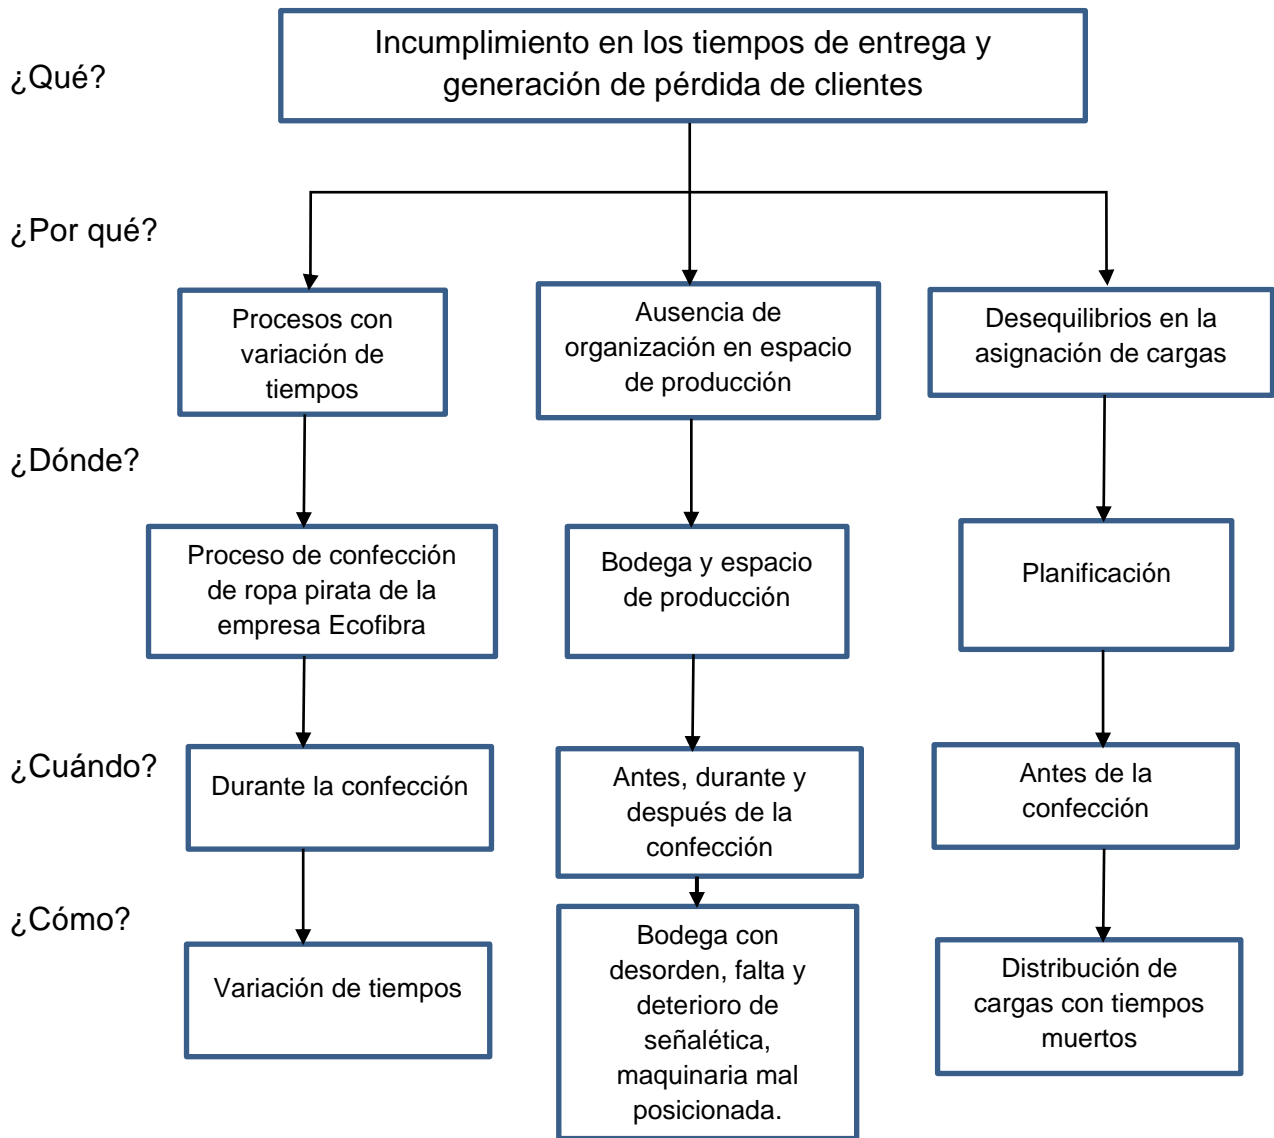 ¿Qué?
Incumplimiento en los tiempos de entrega y
generación de pérdida de clientes
¿Por qué?
Procesos con
variación de
tiempos
Ausencia de
organización en espacio
de producción
Desequilibrios en la
asignación de cargas
¿Dónde?
Proceso de confección
de ropa pirata de la
empresa Ecofibra
Bodega y espacio
de producción
Planificación
¿Cuándo?
Durante la confección
Antes, durante y
después de la
confección
Antes de la
confección
¿Cómo?
Variación de tiempos
Bodega con
desorden, falta y
deterioro de
señalética,
maquinaria mal
posicionada.
Distribución de
cargas con tiempos
muertos